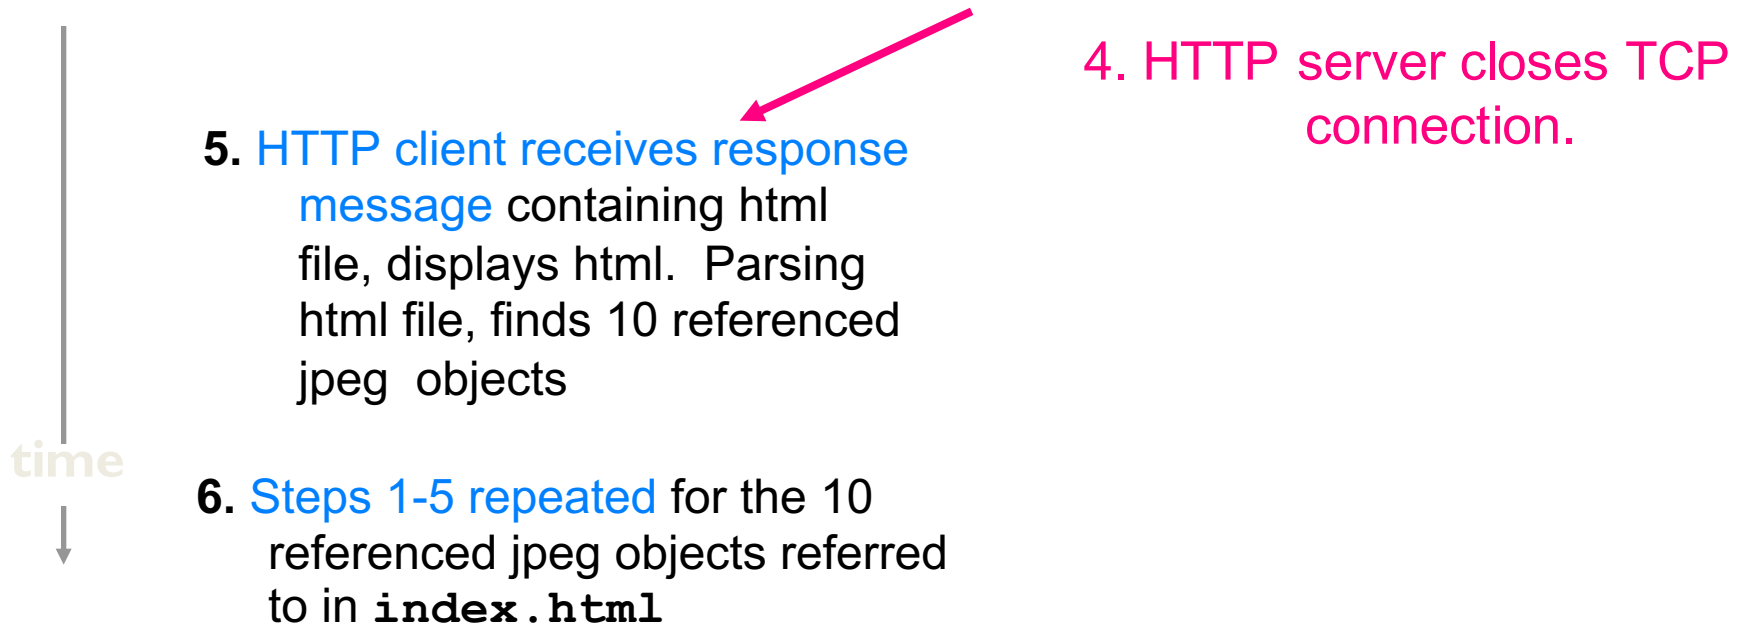 4. HTTP server closes TCP
connection.
5. HTTP client receives response
message containing html
file, displays html.  Parsing
html file, finds 10 referenced
jpeg  objects
time
6. Steps 1-5 repeated for the 10
referenced jpeg objects referred
to in index.html